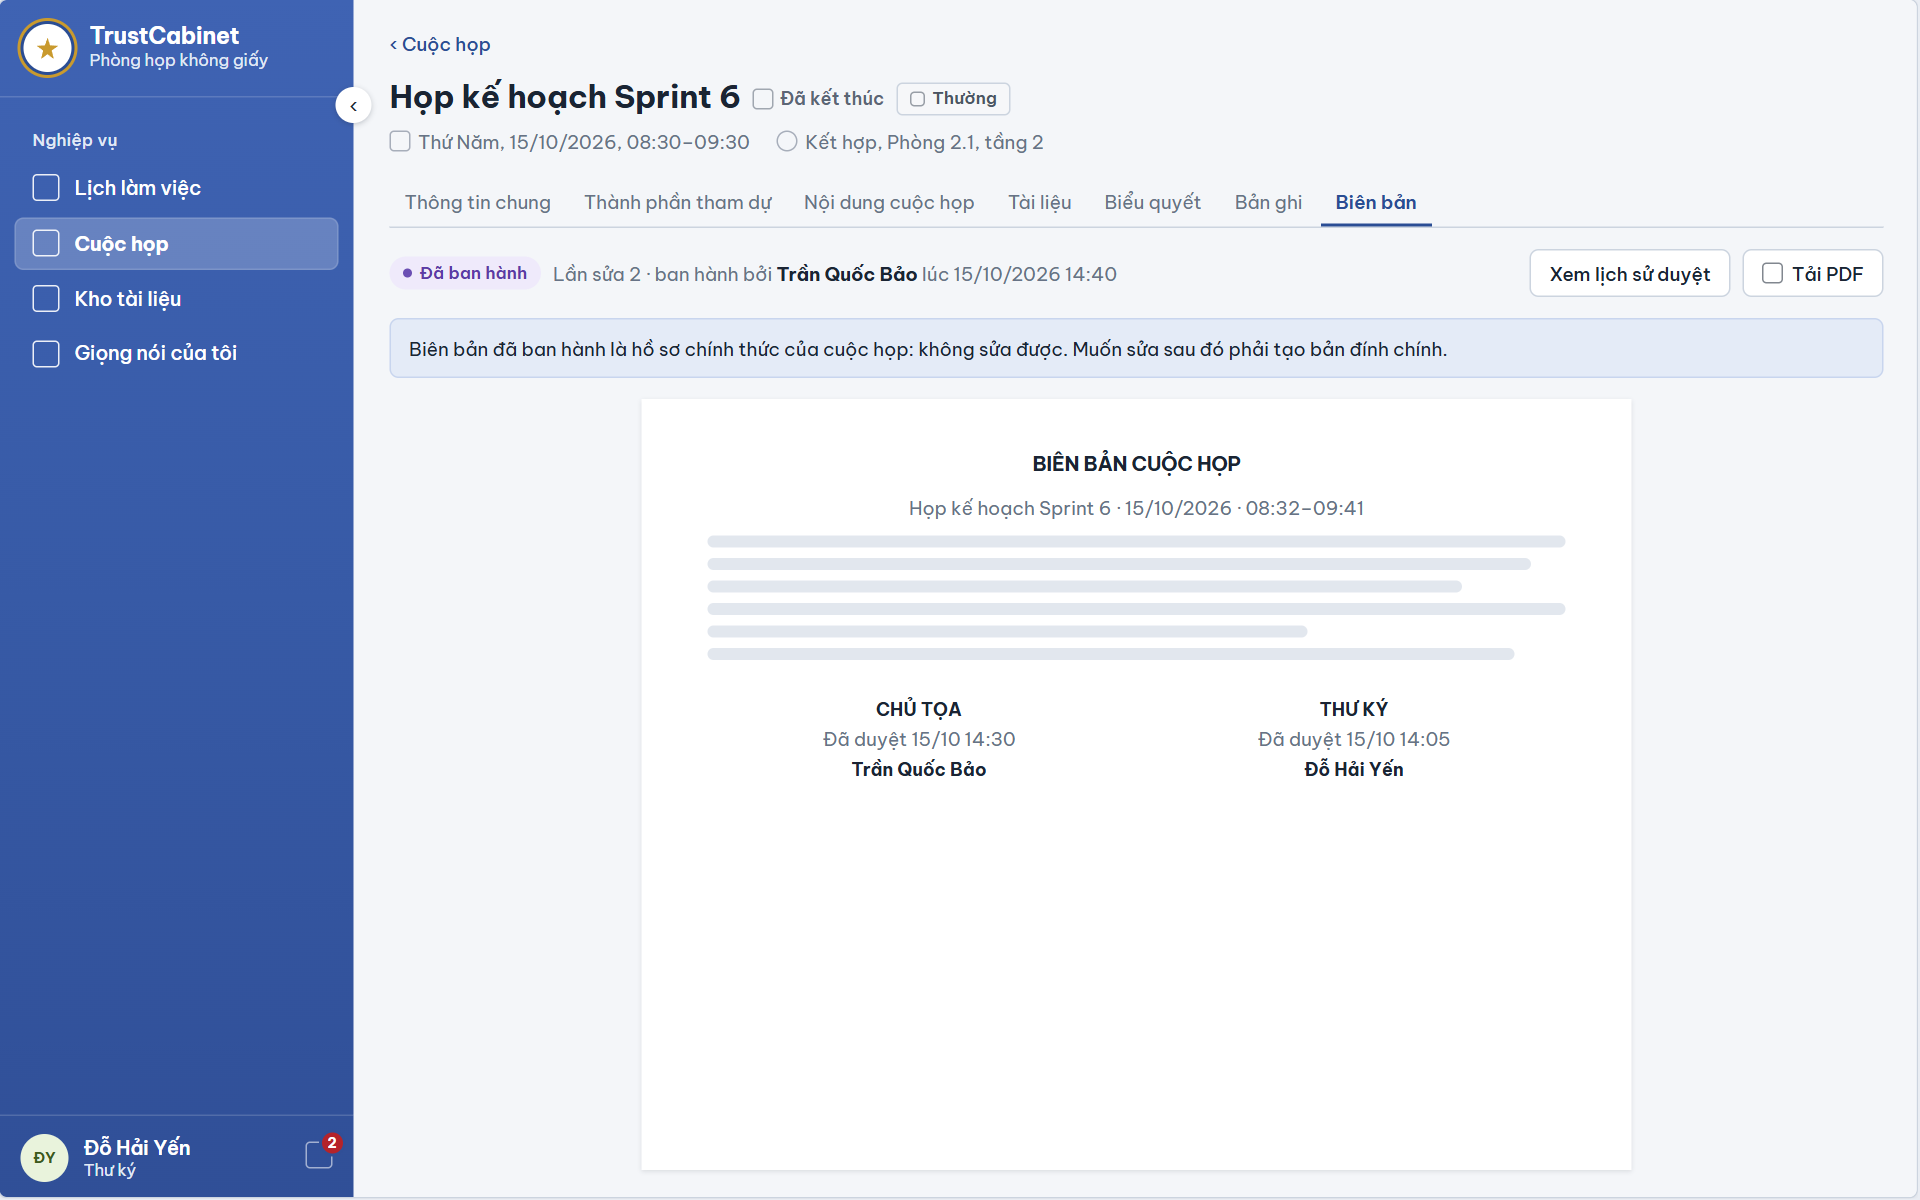 TrustCabinet
Phòng họp không giấy
Nghiệp vụ
Lịch làm việc
Cuộc họp
Kho tài liệu
Giọng nói của tôi
ĐY
Đỗ Hải Yến
Thư ký
2
‹
‹ Cuộc họp
Họp kế hoạch Sprint 6 Đã kết thúc Thường
Thứ Năm, 15/10/2026, 08:30–09:30 Kết hợp, Phòng 2.1, tầng 2
Thông tin chung Thành phần tham dự Nội dung cuộc họp Tài liệu Biểu quyết Bản ghi Biên bản
Đã ban hành Lần sửa 2 · ban hành bởi Trần Quốc Bảo lúc 15/10/2026 14:40 Xem lịch sử duyệt Tải PDF
Biên bản đã ban hành là hồ sơ chính thức của cuộc họp: không sửa được. Muốn sửa sau đó phải tạo bản đính chính.
BIÊN BẢN CUỘC HỌP
Họp kế hoạch Sprint 6 · 15/10/2026 · 08:32–09:41
CHỦ TỌA THƯ KÝ
Đã duyệt 15/10 14:30 Đã duyệt 15/10 14:05
Trần Quốc Bảo Đỗ Hải Yến